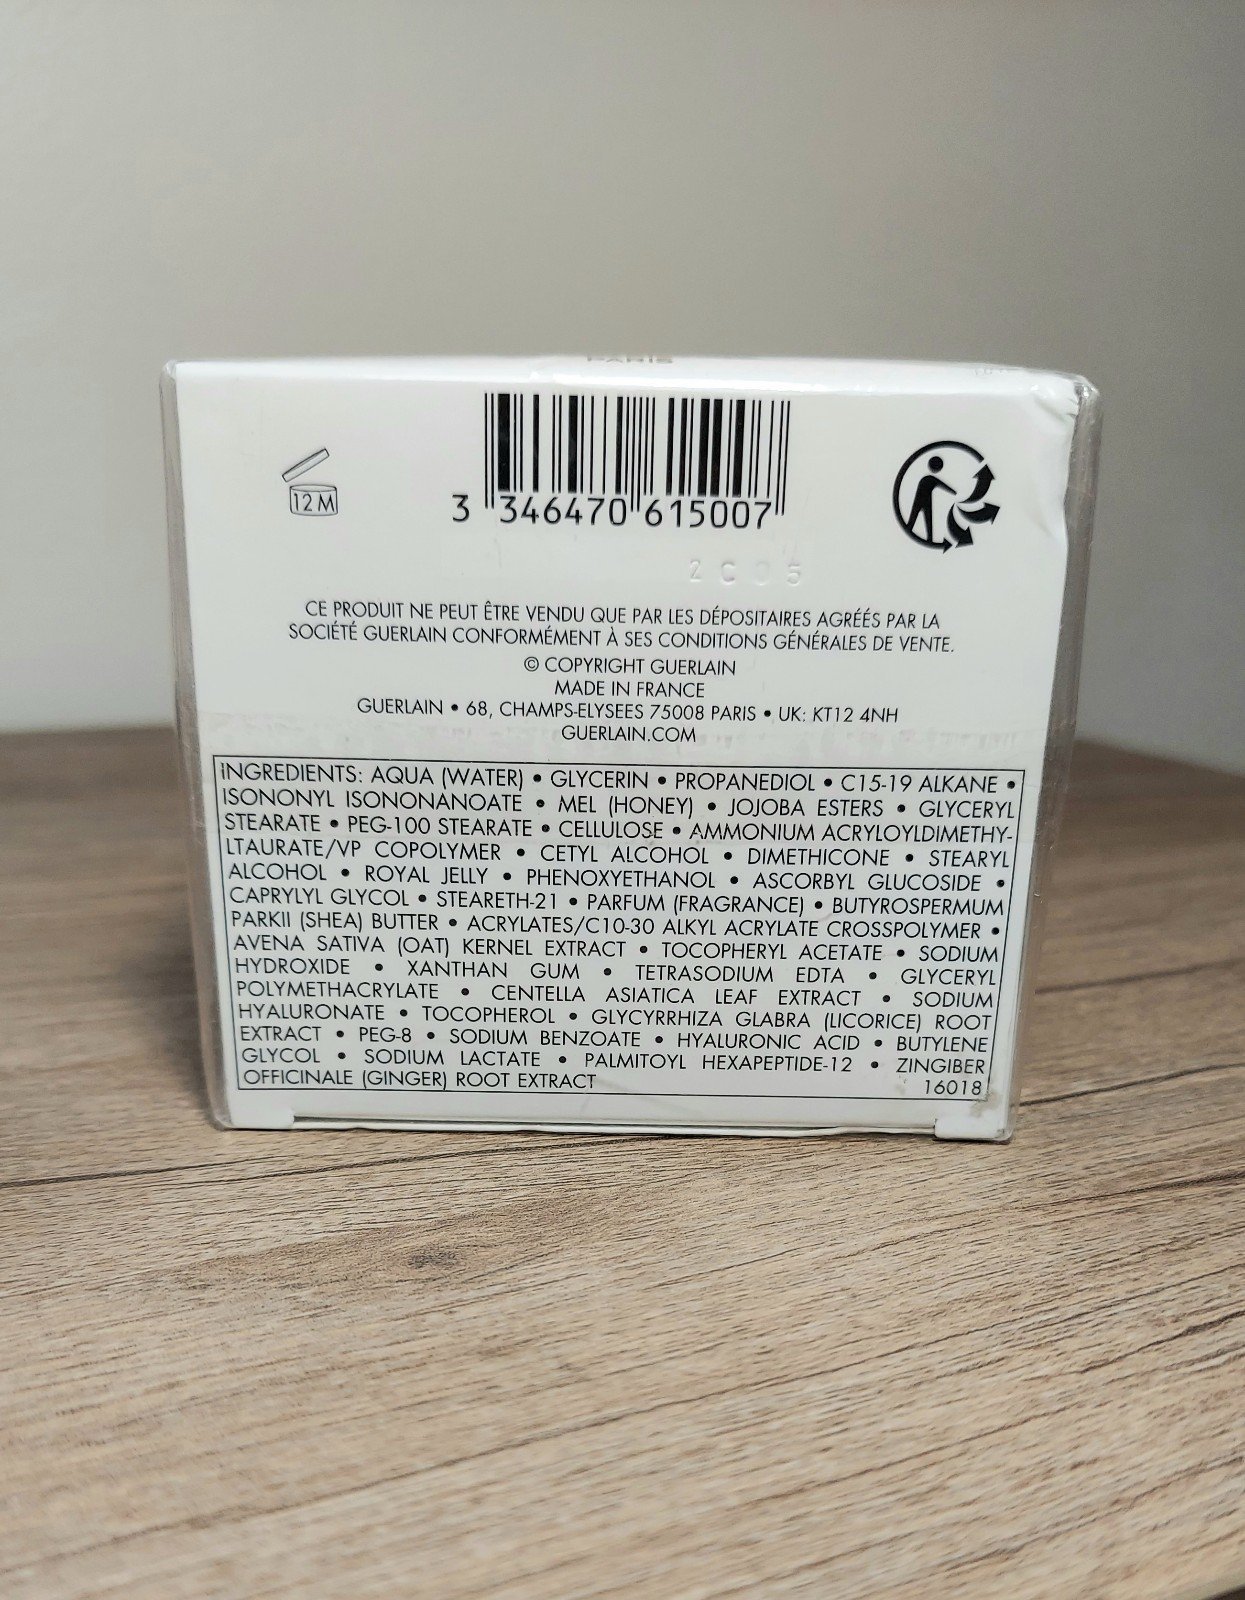 PARIS
12M
3 346470 615007
CE PRODUIT NE PEUT ÊTRE VENDU QUE PAR LES DÉPOSITAIRES AGRÉÉS PAR LA
SOCIÉTÉ GUERLAIN CONFORMÉMENT À SES CONDITIONS GÉNÉRALES DE VENTE.
© COPYRIGHT GUERLAIN
MADE IN FRANCE
GUERLAIN • 68, CHAMPS-ELYSEES 75008 PARIS • UK: KT12 4NH
GUERLAIN.COM
INGREDIENTS: AQUA (WATER) • GLYCERIN • PROPANEDIOL • C15-19 ALKANE •
ISONONYL ISONONANOATE • MEL (HONEY) • JOJOBA ESTERS • GLYCERYL
STEARATE • PEG-100 STEARATE • CELLULOSE • AMMONIUM ACRYLOYLDIMETHY-
LTAURATE/VP COPOLYMER • CETYL ALCOHOL • DIMETHICONE • STEARYL
ALCOHOL • ROYAL JELLY • PHENOXYETHANOL • ASCORBYL GLUCOSIDE •
CAPRYLYL GLYCOL • STEARETH-21 • PARFUM (FRAGRANCE) • BUTYROSPERMUM
PARKII (SHEA) BUTTER • ACRYLATES/C10-30 ALKYL ACRYLATE CROSSPOLYMER •
AVENA SATIVA (OAT) KERNEL EXTRACT • TOCOPHERYL ACETATE • SODIUM
HYDROXIDE • XANTHAN GUM • TETRASODIUM EDTA • GLYCERYL
POLYMETHACRYLATE • CENTELLA ASIATICA LEAF EXTRACT • SODIUM
HYALURONATE • TOCOPHEROL • GLYCYRRHIZA GLABRA (LICORICE) ROOT
EXTRACT • PEG-8 • SODIUM BENZOATE • HYALURONIC ACID • BUTYLENE
GLYCOL • SODIUM LACTATE • PALMITOYL HEXAPEPTIDE-12 • ZINGIBER
OFFICINALE (GINGER) ROOT EXTRACT 16018